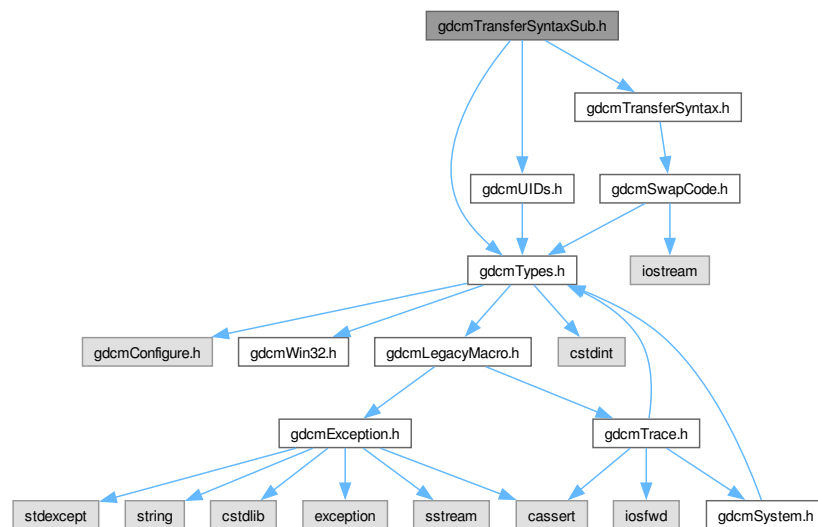 gdcmTransferSyntaxSub.h
gdcmTransferSyntax.h
gdcmUIDs.h
gdcmSwapCode.h
gdcmTypes.h
iostream
gdcmConfigure.h
gdcmWin32.h
gdcmLegacyMacro.h
cstdint
gdcmException.h
gdcmTrace.h
stdexcept
string
cstdlib
exception
sstream
cassert
iosfwd
gdcmSystem.h